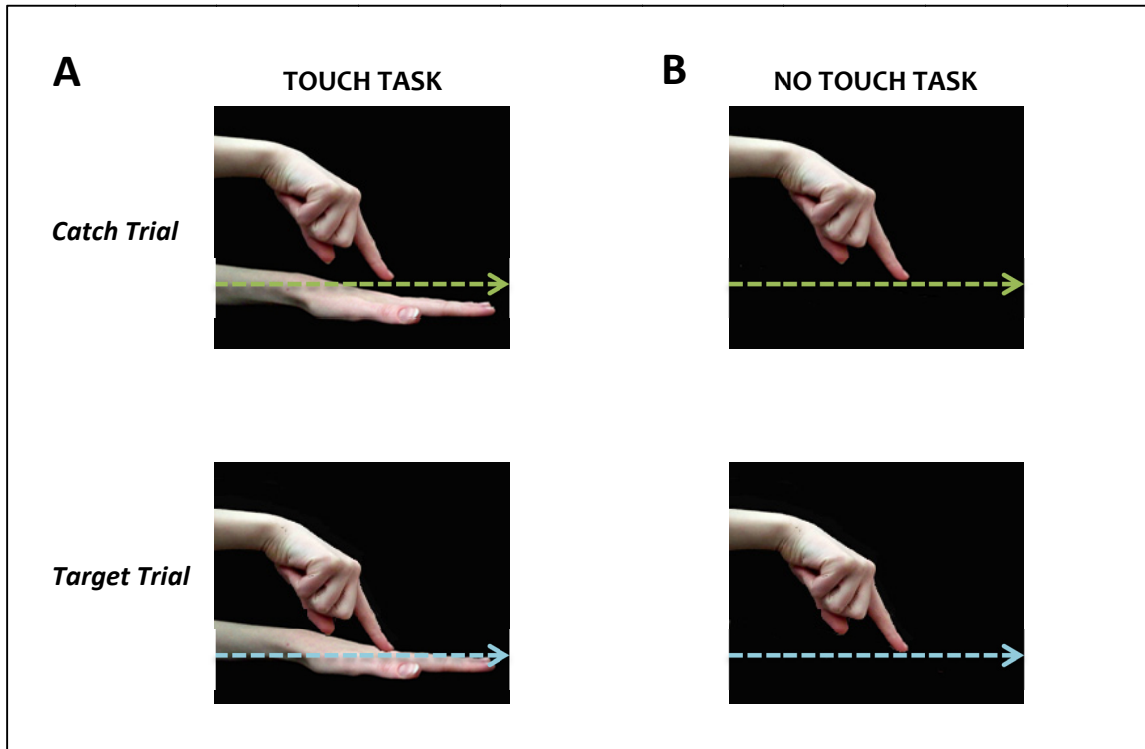 A
TOUCH TASK
B
NO TOUCH TASK
Catch Trial
Target Trial